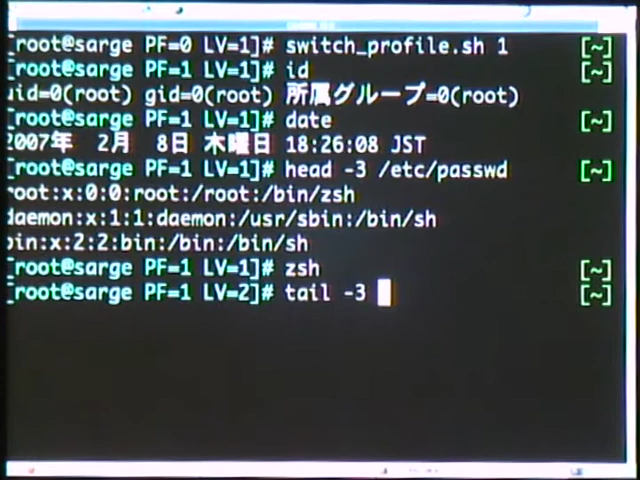 [root@sarge PF=0 LV=1]# switch_profile.sh 1 [~]
[root@sarge PF=1 LV=1]# id [~]
uid=0(root) gid=0(root) 所属グループ=0(root)
[root@sarge PF=1 LV=1]# date [~]
2007年 2月 8日 木曜日 18:26:08 JST
[root@sarge PF=1 LV=1]# head -3 /etc/passwd [~]
root:x:0:0:root:/root:/bin/zsh
daemon:x:1:1:daemon:/usr/sbin:/bin/sh
bin:x:2:2:bin:/bin:/bin/sh
[root@sarge PF=1 LV=1]# zsh [~]
[root@sarge PF=1 LV=2]# tail -3 [~]